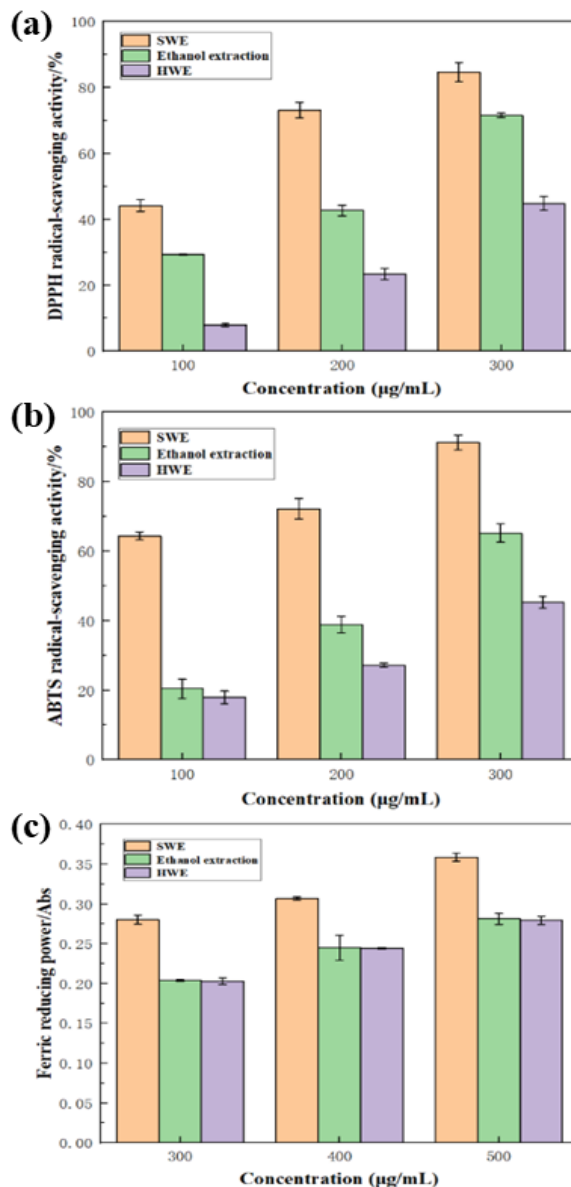 (a)
SWE
Ethanol extraction
HWE
DPPH radical-scavenging activity/%
100
80
60
40
20
0
100 200 300
Concentration (μg/mL)
(b)
SWE
Ethanol extraction
HWE
ABTS radical-scavenging activity/%
100
80
60
40
20
0
100 200 300
Concentration (μg/mL)
(c)
SWE
Ethanol extraction
HWE
Ferric reducing power/Abs
0.40
0.35
0.30
0.25
0.20
0.15
0.10
0.05
0.00
300 400 500
Concentration (μg/mL)